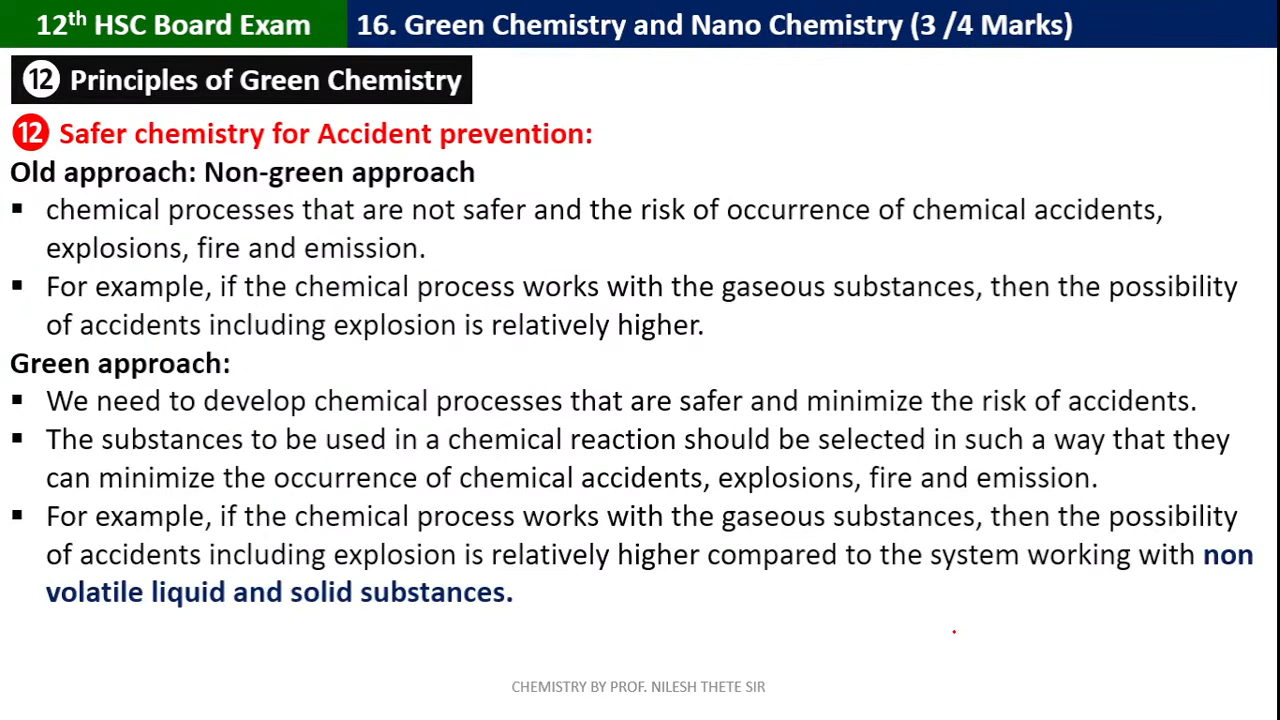 12th HSC Board Exam 16. Green Chemistry and Nano Chemistry (3 /4 Marks)
⓬ Principles of Green Chemistry
⓬ Safer chemistry for Accident prevention:
Old approach: Non-green approach
▪ chemical processes that are not safer and the risk of occurrence of chemical accidents,
explosions, fire and emission.
▪ For example, if the chemical process works with the gaseous substances, then the possibility
of accidents including explosion is relatively higher.
Green approach:
▪ We need to develop chemical processes that are safer and minimize the risk of accidents.
▪ The substances to be used in a chemical reaction should be selected in such a way that they
can minimize the occurrence of chemical accidents, explosions, fire and emission.
▪ For example, if the chemical process works with the gaseous substances, then the possibility
of accidents including explosion is relatively higher compared to the system working with non
volatile liquid and solid substances.
CHEMISTRY BY PROF. NILESH THETE SIR